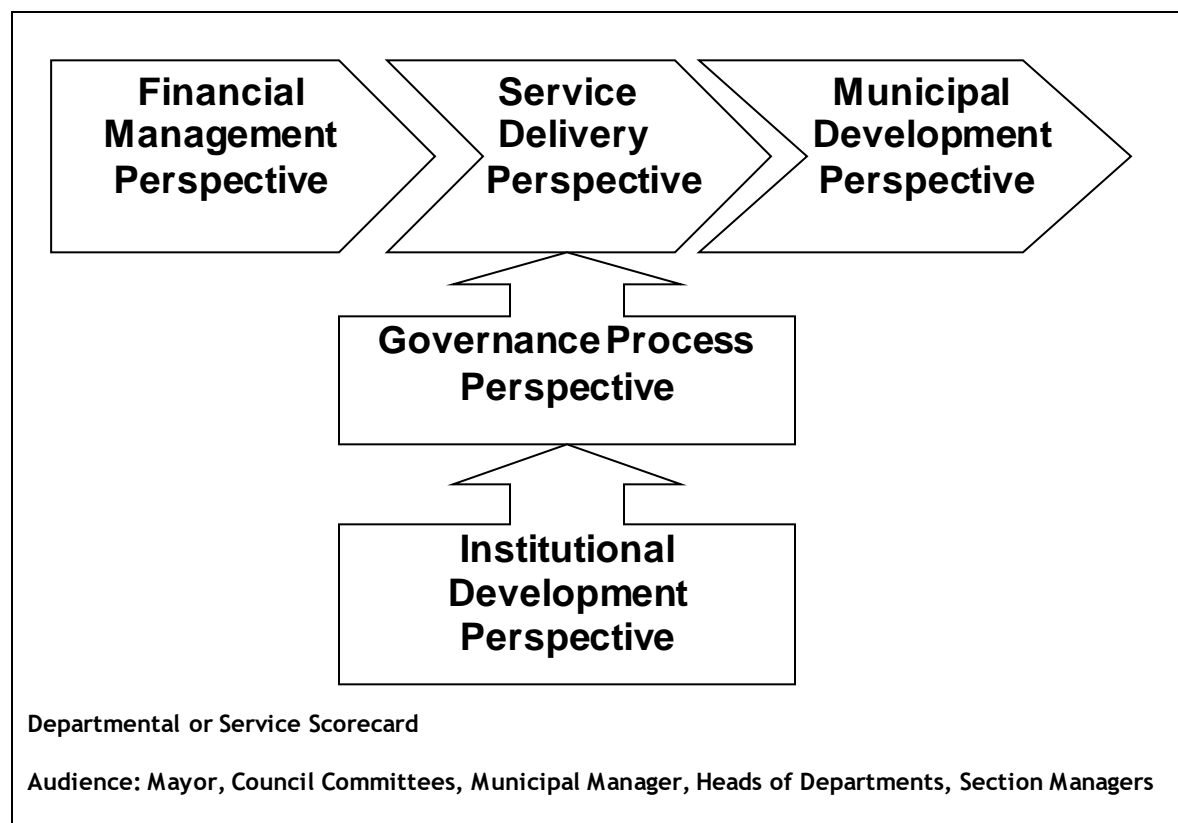 Financial
Management
Perspective
Service
Delivery
Perspective
Municipal
Development
Perspective
Governance Process
Perspective
Institutional
Development
Perspective
Departmental or Service Scorecard
Audience: Mayor, Council Committees, Municipal Manager, Heads of Departments, Section Managers